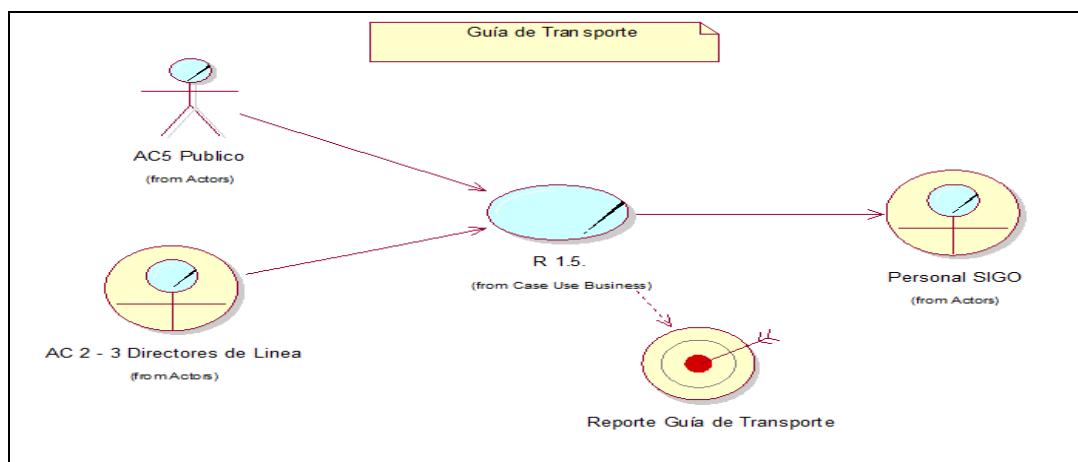 Guía de Transporte
AC5 Publico
(from Actors)
R 1.5.
(from Case Use Business)
Personal SIGO
(from Actors)
AC 2 - 3 Directores de Linea
(from Actors)
Reporte Guía de Transporte